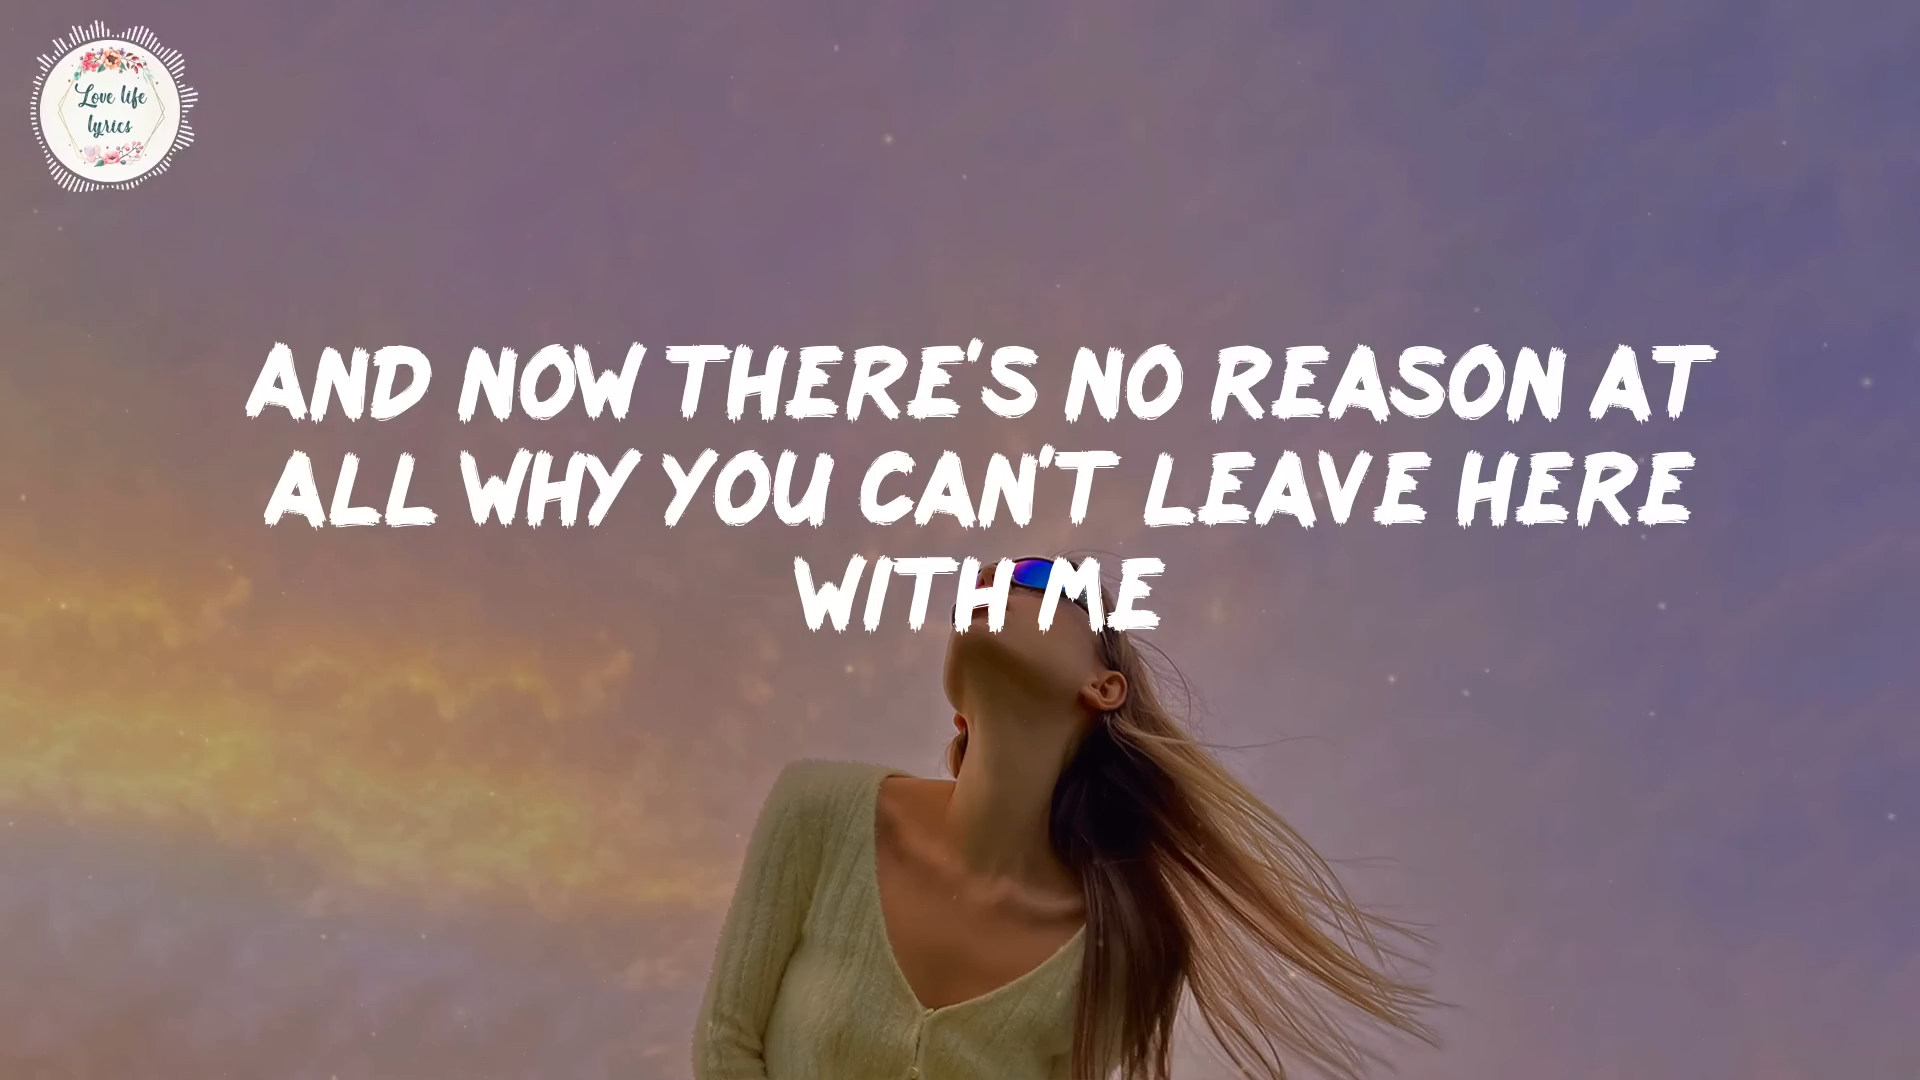 Love life
lyrics
AND NOW THERE'S NO REASON AT
ALL WHY YOU CAN'T LEAVE HERE
WITH ME